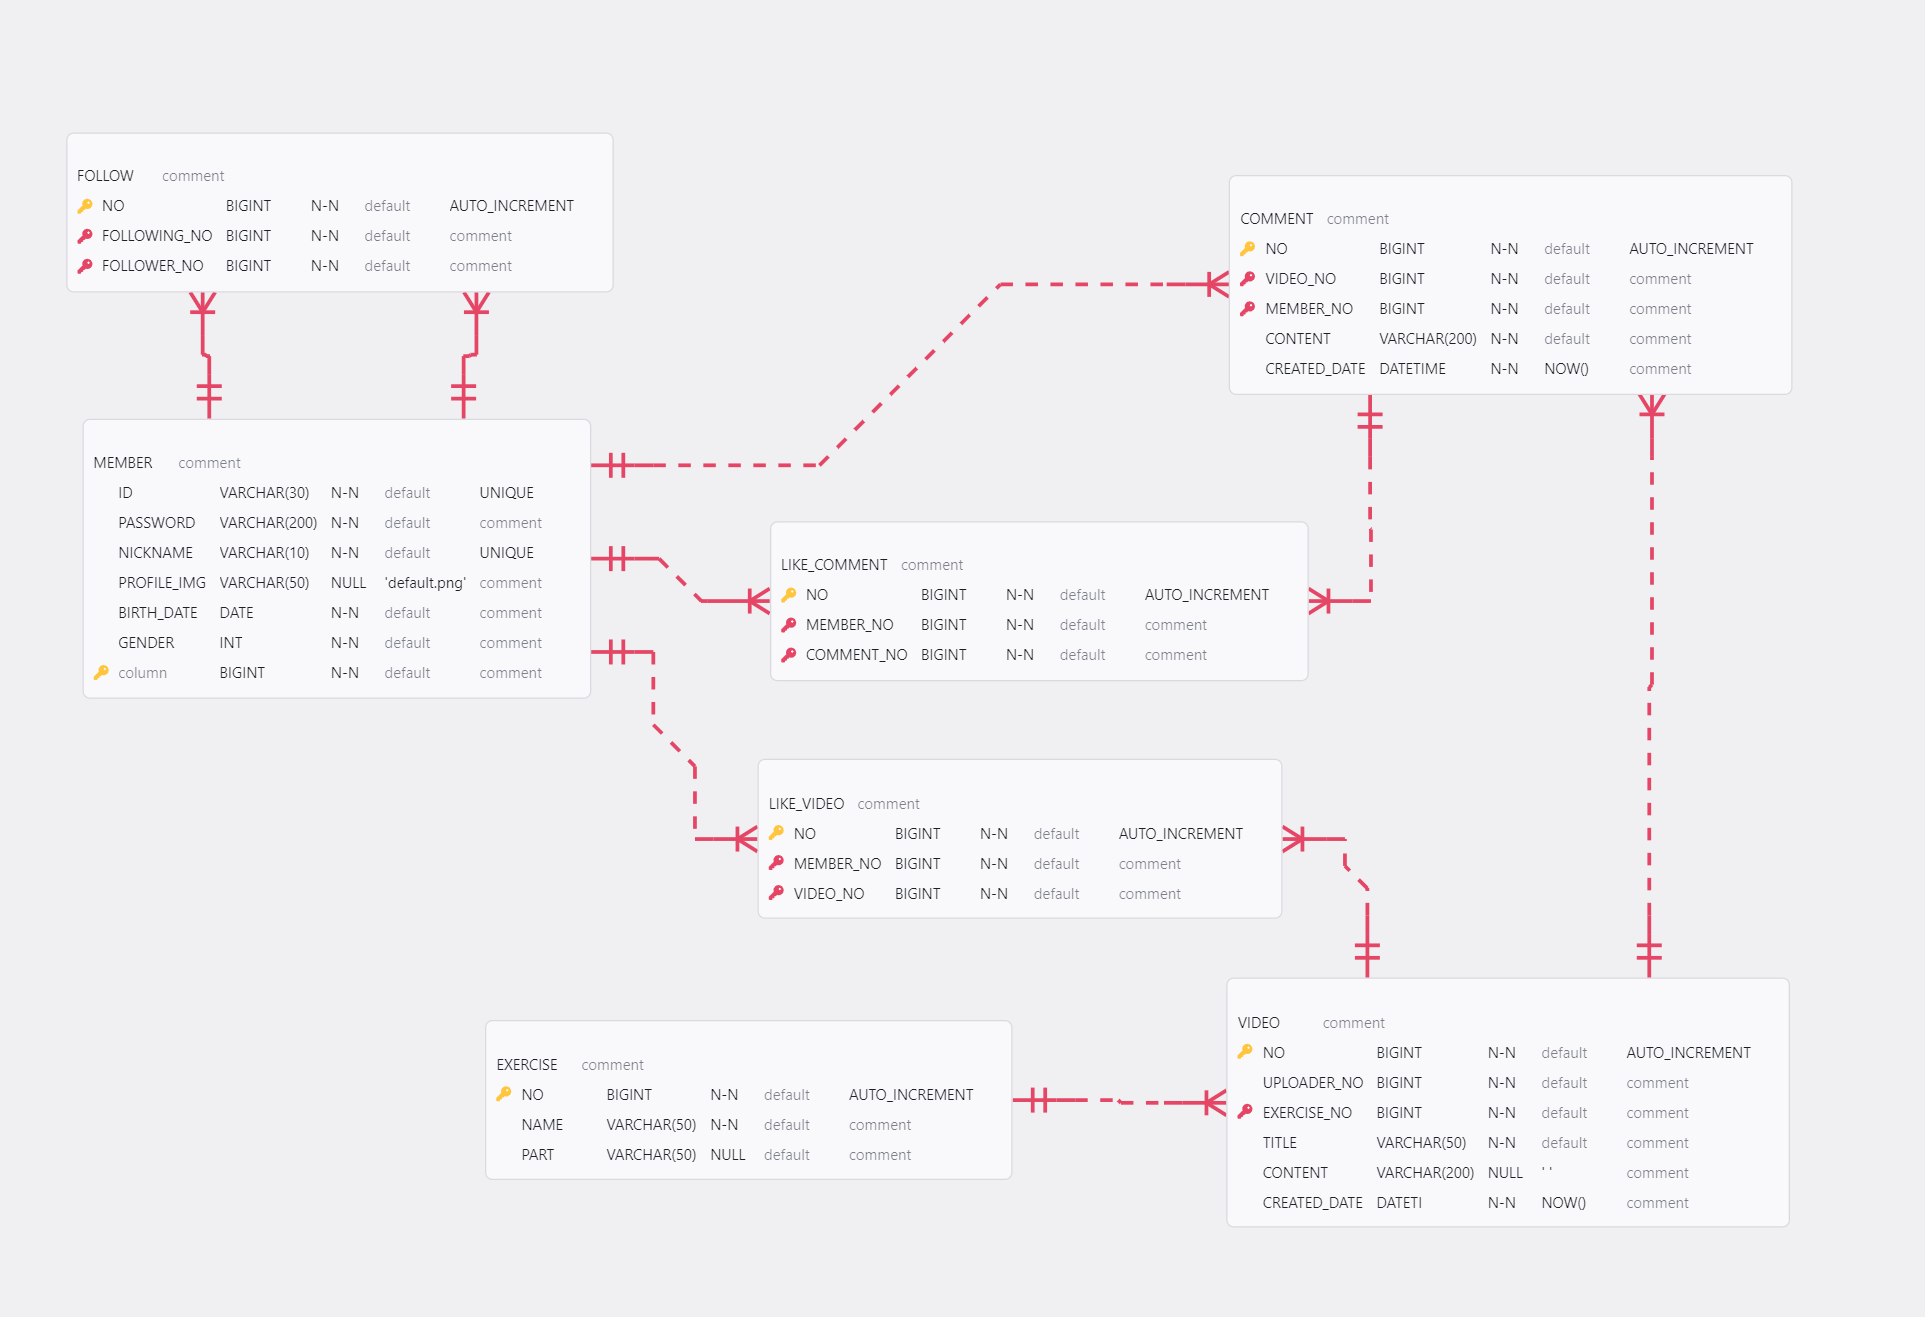 FOLLOW comment
NO BIGINT N-N default AUTO_INCREMENT
FOLLOWING_NO BIGINT N-N default comment
FOLLOWER_NO BIGINT N-N default comment
COMMENT comment
NO BIGINT N-N default AUTO_INCREMENT
VIDEO_NO BIGINT N-N default comment
MEMBER_NO BIGINT N-N default comment
CONTENT VARCHAR(200) N-N default comment
CREATED_DATE DATETIME N-N NOW() comment
MEMBER comment
ID VARCHAR(30) N-N default UNIQUE
PASSWORD VARCHAR(200) N-N default comment
NICKNAME VARCHAR(10) N-N default UNIQUE
PROFILE_IMG VARCHAR(50) NULL 'default.png' comment
BIRTH_DATE DATE N-N default comment
GENDER INT N-N default comment
column BIGINT N-N default comment
LIKE_COMMENT comment
NO BIGINT N-N default AUTO_INCREMENT
MEMBER_NO BIGINT N-N default comment
COMMENT_NO BIGINT N-N default comment
LIKE_VIDEO comment
NO BIGINT N-N default AUTO_INCREMENT
MEMBER_NO BIGINT N-N default comment
VIDEO_NO BIGINT N-N default comment
EXERCISE comment
NO BIGINT N-N default AUTO_INCREMENT
NAME VARCHAR(50) N-N default comment
PART VARCHAR(50) NULL default comment
VIDEO comment
NO BIGINT N-N default AUTO_INCREMENT
UPLOADER_NO BIGINT N-N default comment
EXERCISE_NO BIGINT N-N default comment
TITLE VARCHAR(50) N-N default comment
CONTENT VARCHAR(200) NULL ' ' comment
CREATED_DATE DATETI N-N NOW() comment